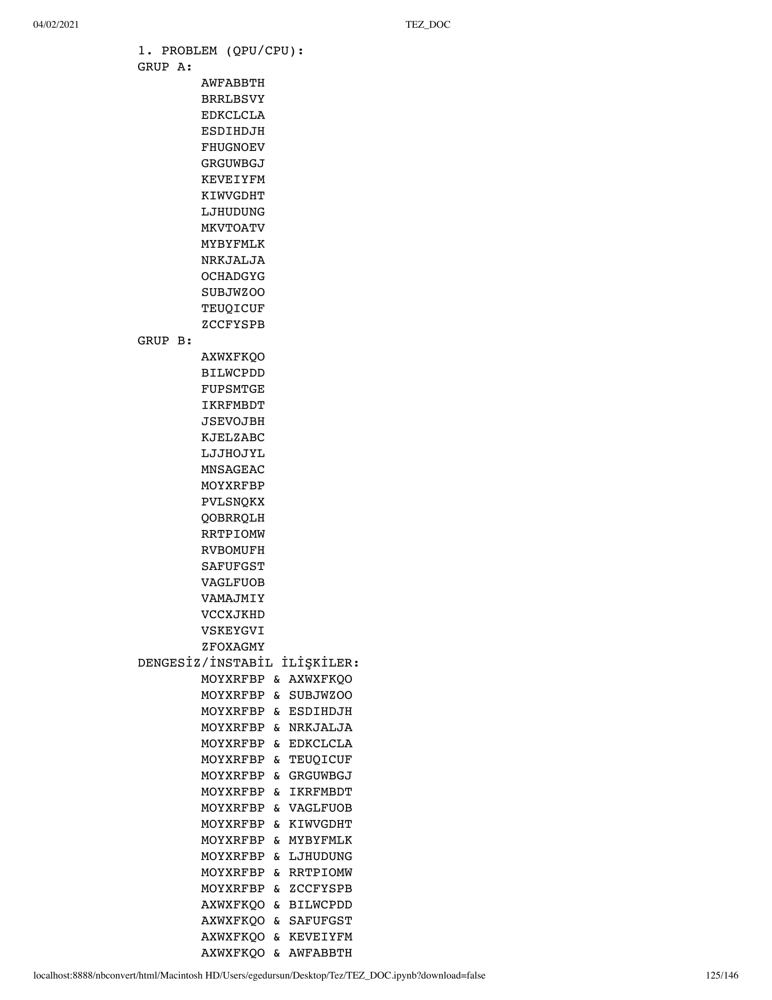 04/02/2021 TEZ_DOC
1. PROBLEM (QPU/CPU):
GRUP A:
AWFABBTH
BRRLBSVY
EDKCLCLA
ESDIHDJH
FHUGNOEV
GRGUWBGJ
KEVEIYFM
KIWVGDHT
LJHUDUNG
MKVTOATV
MYBYFMLK
NRKJALJA
OCHADGYG
SUBJWZOO
TEUQICUF
ZCCFYSPB
GRUP B:
AXWXFKQO
BILWCPDD
FUPSMTGE
IKRFMBDT
JSEVOJBH
KJELZABC
LJJHOJYL
MNSAGEAC
MOYXRFBP
PVLSNQKX
QOBRRQLH
RRTPIOMW
RVBOMUFH
SAFUFGST
VAGLFUOB
VAMAJMIY
VCCXJKHD
VSKEYGVI
ZFOXAGMY
DENGESİZ/İNSTABİL İLİŞKİLER:
MOYXRFBP & AXWXFKQO
MOYXRFBP & SUBJWZOO
MOYXRFBP & ESDIHDJH
MOYXRFBP & NRKJALJA
MOYXRFBP & EDKCLCLA
MOYXRFBP & TEUQICUF
MOYXRFBP & GRGUWBGJ
MOYXRFBP & IKRFMBDT
MOYXRFBP & VAGLFUOB
MOYXRFBP & KIWVGDHT
MOYXRFBP & MYBYFMLK
MOYXRFBP & LJHUDUNG
MOYXRFBP & RRTPIOMW
MOYXRFBP & ZCCFYSPB
AXWXFKQO & BILWCPDD
AXWXFKQO & SAFUFGST
AXWXFKQO & KEVEIYFM
AXWXFKQO & AWFABBTH
localhost:8888/nbconvert/html/Macintosh HD/Users/egedursun/Desktop/Tez/TEZ_DOC.ipynb?download=false 125/146